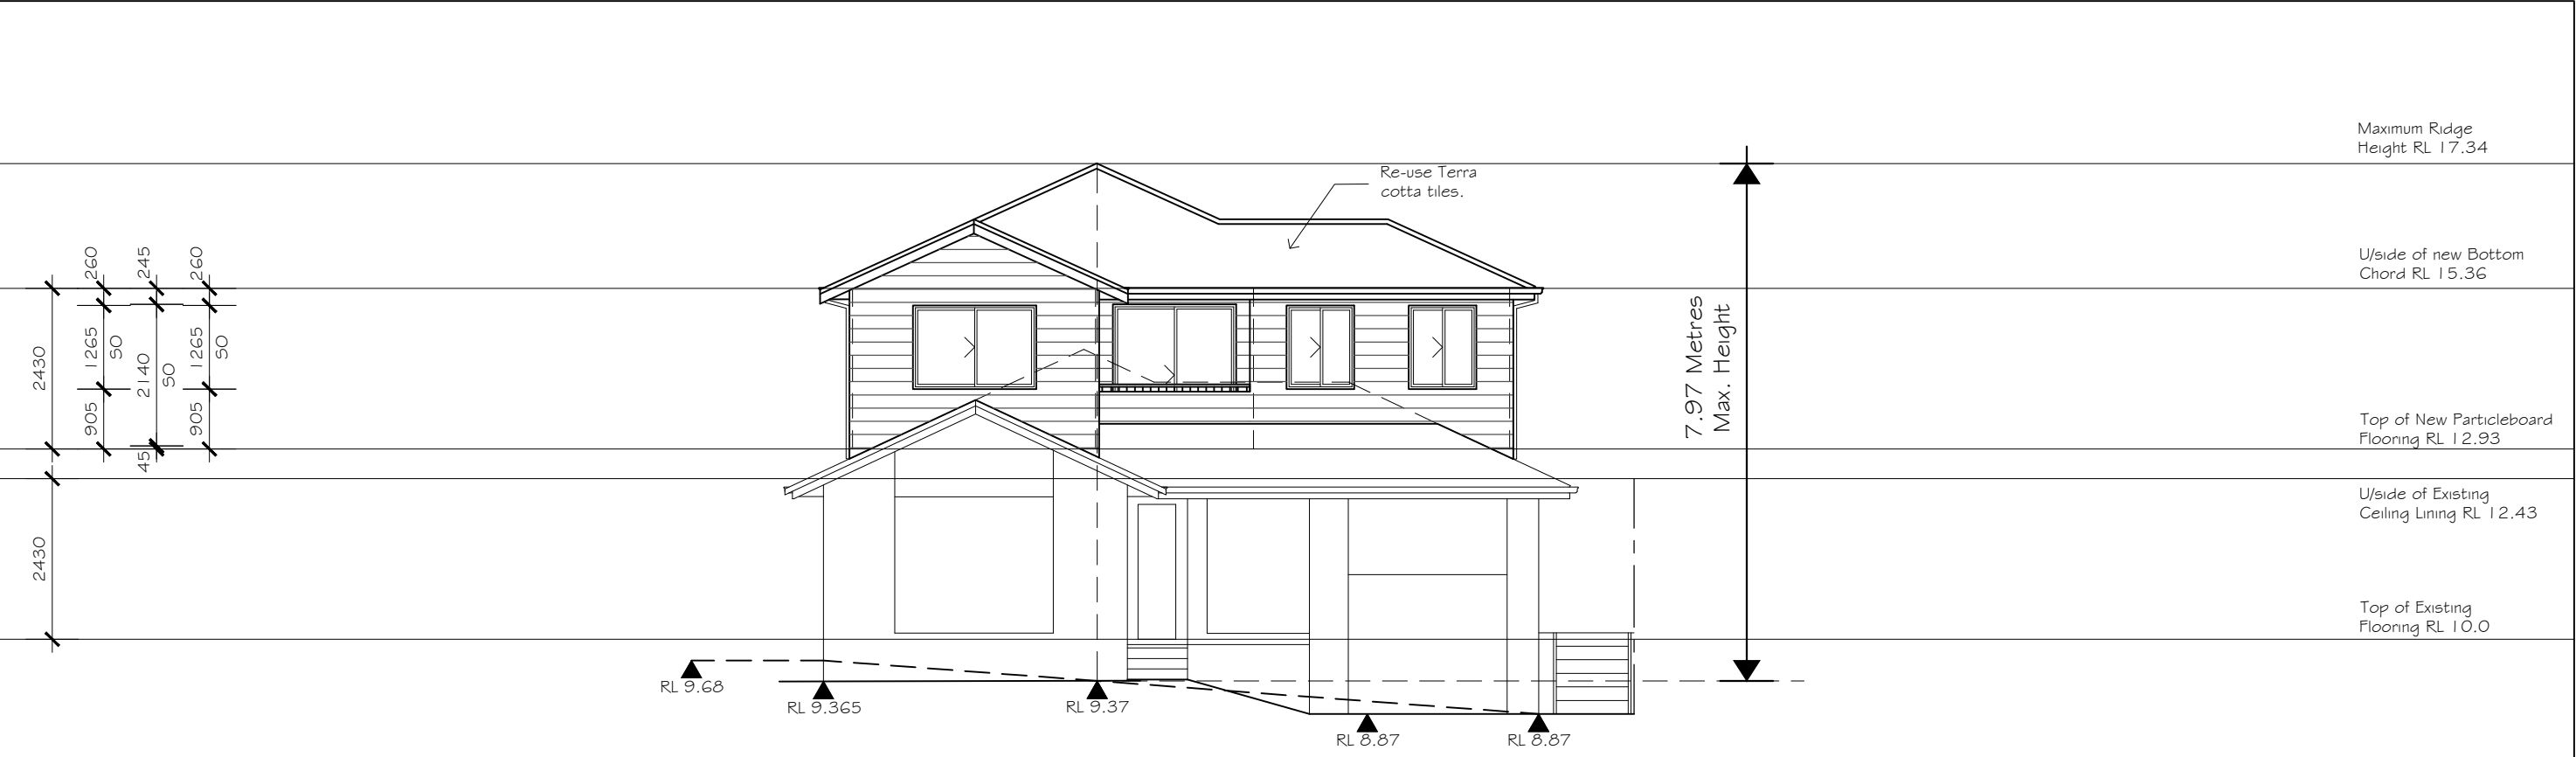 Maximum Ridge
Height RL 17.34
Re-use Terra
cotta tiles.
U/side of new Bottom
Chord RL 15.36
260
245
260
2430
1265
SO
2140
SO
1265
SO
905
45
905
7.97 Metres
Max. Height
Top of New Particleboard
Flooring RL 12.93
U/side of Existing
Ceiling Lining RL 12.43
2430
Top of Existing
Flooring RL 10.0
RL 9.68
RL 9.365
RL 9.37
RL 8.87
RL 8.87